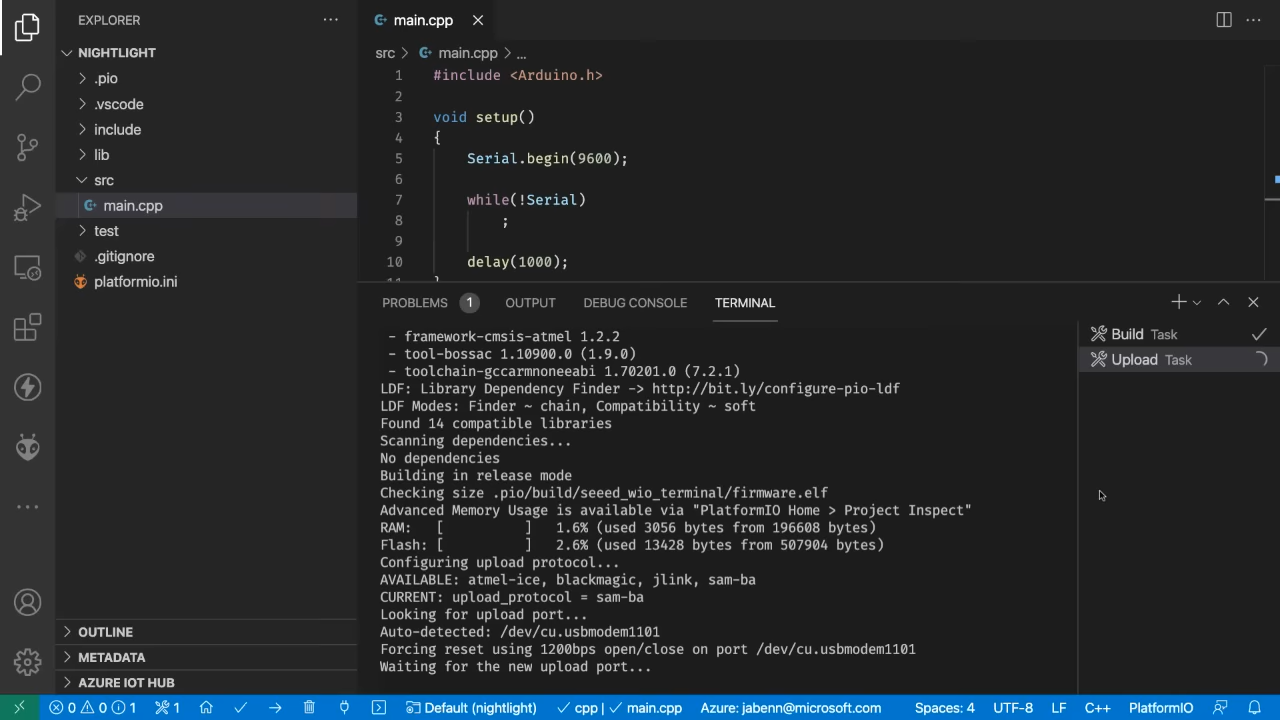 EXPLORER
NIGHTLIGHT
.pio
.vscode
include
lib
src
main.cpp
test
.gitignore
platformio.ini
OUTLINE
METADATA
AZURE IOT HUB
main.cpp
src > main.cpp > ...
1 #include <Arduino.h>
2
3 void setup()
4 {
5 Serial.begin(9600);
6
7 while(!Serial)
8 ;
9
10 delay(1000);
PROBLEMS 1 OUTPUT DEBUG CONSOLE TERMINAL
- framework-cmsis-atmel 1.2.2
- tool-bossac 1.10900.0 (1.9.0)
- toolchain-gccarmnoneeabi 1.70201.0 (7.2.1)
LDF: Library Dependency Finder -> http://bit.ly/configure-pio-ldf
LDF Modes: Finder ~ chain, Compatibility ~ soft
Found 14 compatible libraries
Scanning dependencies...
No dependencies
Building in release mode
Checking size .pio/build/seeed_wio_terminal/firmware.elf
Advanced Memory Usage is available via "PlatformIO Home > Project Inspect"
RAM: [ ] 1.6% (used 3056 bytes from 196608 bytes)
Flash: [ ] 2.6% (used 13428 bytes from 507904 bytes)
Configuring upload protocol...
AVAILABLE: atmel-ice, blackmagic, jlink, sam-ba
CURRENT: upload_protocol = sam-ba
Looking for upload port...
Auto-detected: /dev/cu.usbmodem1101
Forcing reset using 1200bps open/close on port /dev/cu.usbmodem1101
Waiting for the new upload port...
Build Task
Upload Task
0 0 1 1 Default (nightlight) cpp | main.cpp Azure: jabenn@microsoft.com Spaces: 4 UTF-8 LF C++ PlatformIO